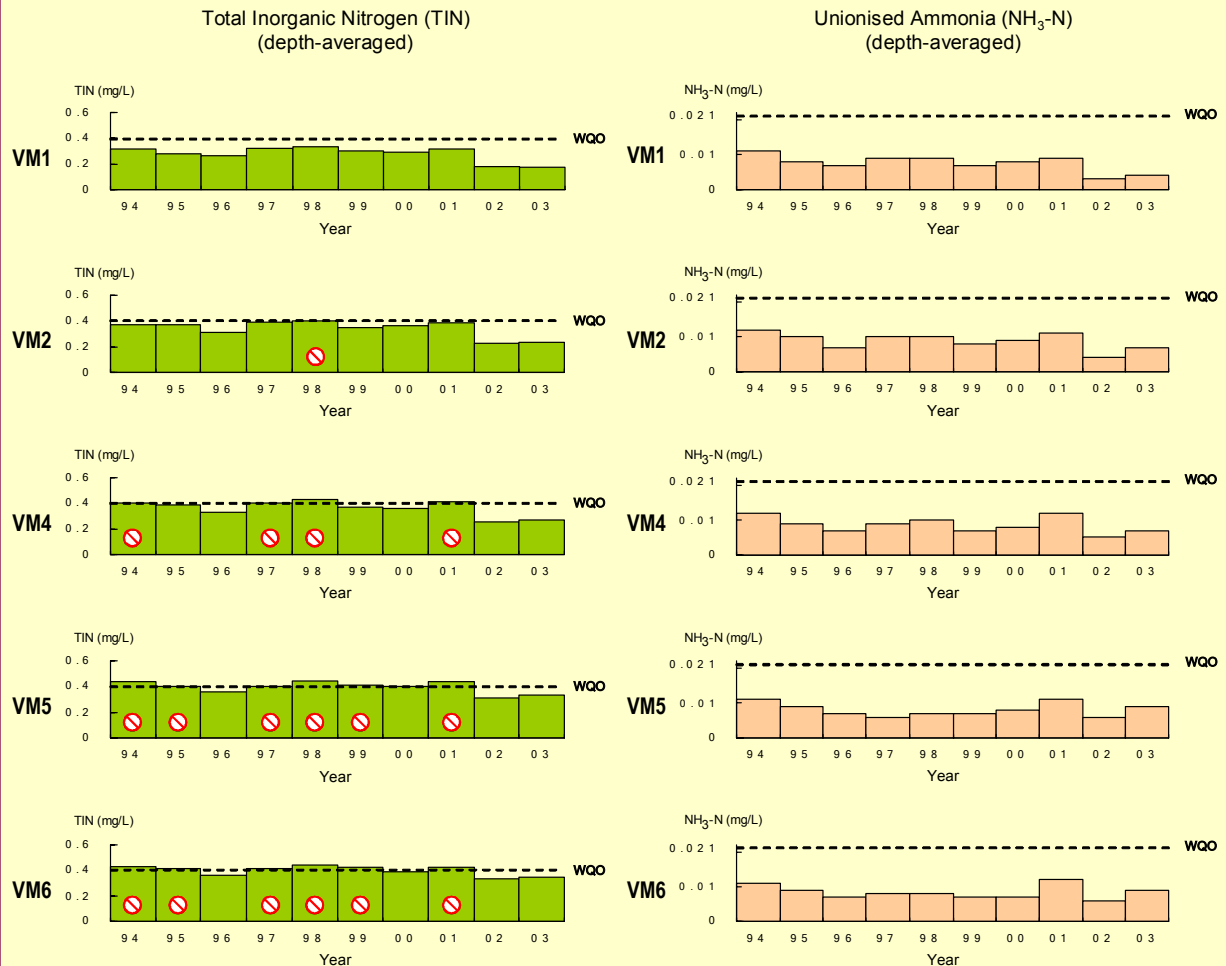 Total Inorganic Nitrogen (TIN)
(depth-averaged)
Unionised Ammonia (NH3-N)
(depth-averaged)
VM1
TIN (mg/L)
0.6
0.4
0.2
0
WQO
94 95 96 97 98 99 00 01 02 03
Year
VM1
NH3-N (mg/L)
0.021
0.01
0
WQO
94 95 96 97 98 99 00 01 02 03
Year
VM2
TIN (mg/L)
0.6
0.4
0.2
0
WQO
94 95 96 97 98 99 00 01 02 03
Year
VM2
NH3-N (mg/L)
0.021
0.01
0
WQO
94 95 96 97 98 99 00 01 02 03
Year
VM4
TIN (mg/L)
0.6
0.4
0.2
0
WQO
94 95 96 97 98 99 00 01 02 03
Year
VM4
NH3-N (mg/L)
0.021
0.01
0
WQO
94 95 96 97 98 99 00 01 02 03
Year
VM5
TIN (mg/L)
0.6
0.4
0.2
0
WQO
94 95 96 97 98 99 00 01 02 03
Year
VM5
NH3-N (mg/L)
0.021
0.01
0
WQO
94 95 96 97 98 99 00 01 02 03
Year
VM6
TIN (mg/L)
0.6
0.4
0.2
0
WQO
94 95 96 97 98 99 00 01 02 03
Year
VM6
NH3-N (mg/L)
0.021
0.01
0
WQO
94 95 96 97 98 99 00 01 02 03
Year